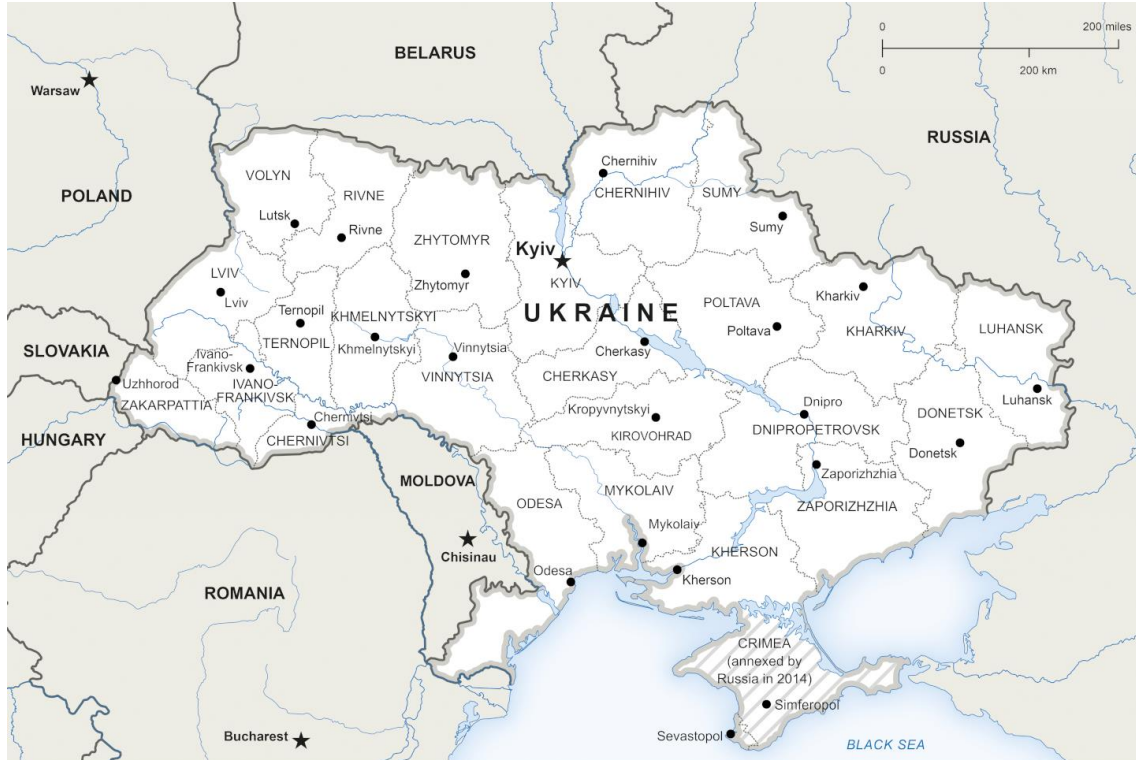 0
200 miles
0
200 km
BELARUS
Warsaw
RUSSIA
POLAND
VOLYN
RIVNE
Chernihiv
CHERNIHIV
SUMY
Lutsk
Rivne
Sumy
ZHYTOMYR
Kyiv
KYIV
LVIV
Lviv
Zhytomyr
Kharkiv
KHARKIV
POLTAVA
Poltava
UKRAINE
Ternopil
TERNOPIL
KHMELNYTSKYI
Khmelnytskyi
LUHANSK
Luhansk
SLOVAKIA
Ivano-
Frankivsk
IVANO-
FRANKIVSK
Vinnytsia
VINNYTSIA
Cherkasy
CHERKASY
Uzhhorod
ZAKARPATTIA
Chernivtsi
CHERNIVTSI
Kropyvnytskyi
KIROVOHRAD
Dnipro
DNIPROPETROVSK
DONETSK
Donetsk
HUNGARY
MOLDOVA
Zaporizhzhia
ZAPORIZHZHIA
ODESA
MYKOLAIV
Mykolaiv
Chisinau
KHERSON
Kherson
Odesa
ROMANIA
CRIMEA
(annexed by
Russia in 2014)
Simferopol
Sevastopol
Bucharest
BLACK SEA